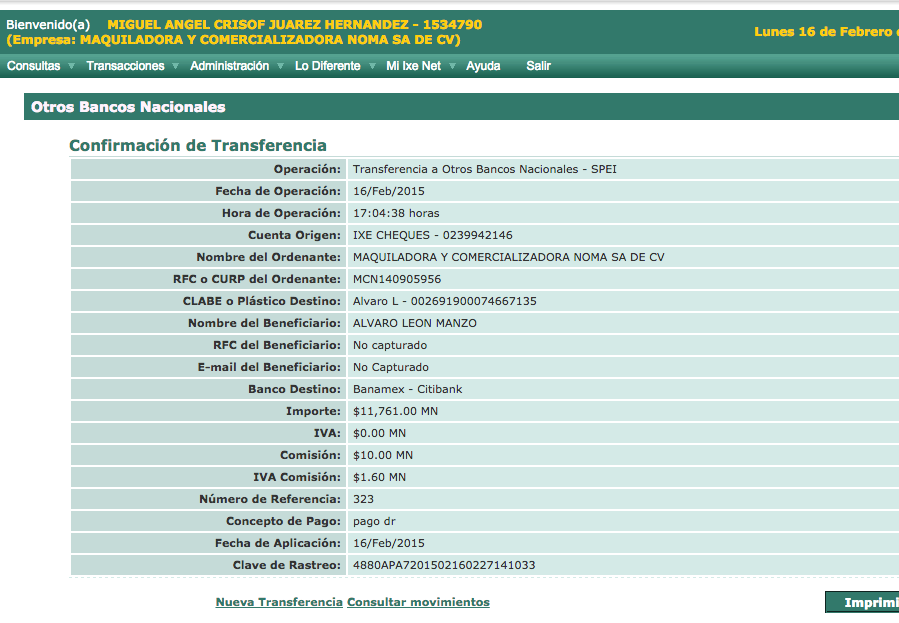 Bienvenido(a) MIGUEL ANGEL CRISOF JUAREZ HERNANDEZ - 1534790
(Empresa: MAQUILADORA Y COMERCIALIZADORA NOMA SA DE CV)
Lunes 16 de Febrero
Consultas Transacciones Administración Lo Diferente Mi Ixe Net Ayuda Salir
Otros Bancos Nacionales
Confirmación de Transferencia
Operación: Transferencia a Otros Bancos Nacionales - SPEI
Fecha de Operación: 16/Feb/2015
Hora de Operación: 17:04:38 horas
Cuenta Origen: IXE CHEQUES - 0239942146
Nombre del Ordenante: MAQUILADORA Y COMERCIALIZADORA NOMA SA DE CV
RFC o CURP del Ordenante: MCN140905956
CLABE o Plástico Destino: Alvaro L - 002691900074667135
Nombre del Beneficiario: ALVARO LEON MANZO
RFC del Beneficiario: No capturado
E-mail del Beneficiario: No Capturado
Banco Destino: Banamex - Citibank
Importe: $11,761.00 MN
IVA: $0.00 MN
Comisión: $10.00 MN
IVA Comisión: $1.60 MN
Número de Referencia: 323
Concepto de Pago: pago dr
Fecha de Aplicación: 16/Feb/2015
Clave de Rastreo: 4880APA7201502160227141033
Nueva Transferencia Consultar movimientos
Imprimi